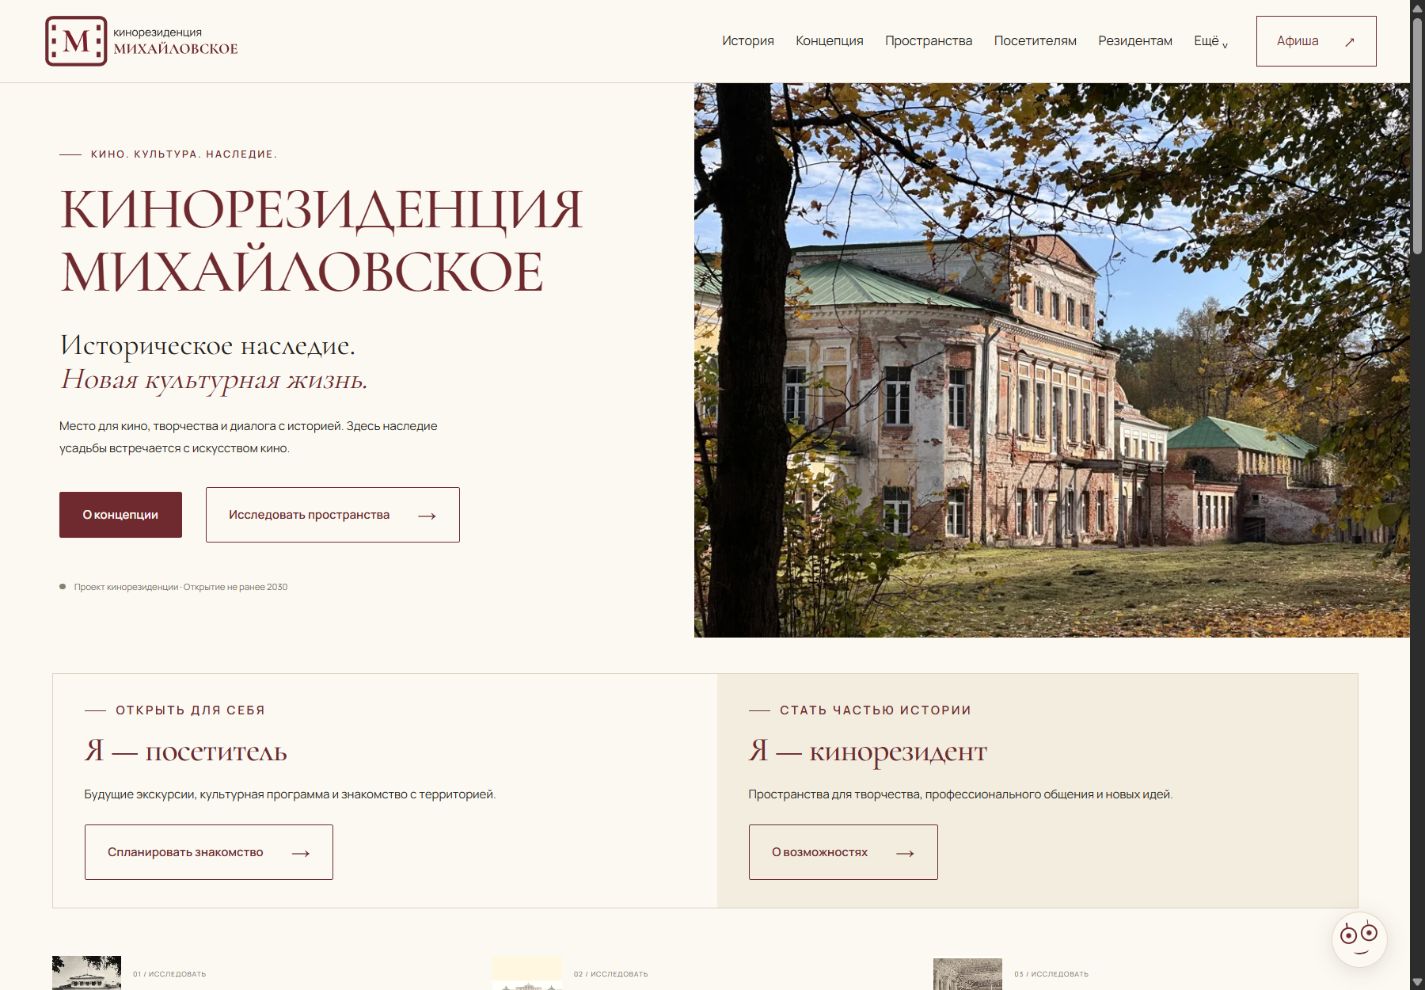 М
кинорезиденция
МИХАЙЛОВСКОЕ
История
Концепция
Пространства
Посетителям
Резидентам
Ещё
Афиша ↗
КИНО. КУЛЬТУРА. НАСЛЕДИЕ.
КИНОРЕЗИДЕНЦИЯ
МИХАЙЛОВСКОЕ
Историческое наследие.
Новая культурная жизнь.
Место для кино, творчества и диалога с историей. Здесь наследие
усадьбы встречается с искусством кино.
О концепции
Исследовать пространства →
Проект кинорезиденции · Открытие не ранее 2030
ОТКРЫТЬ ДЛЯ СЕБЯ
Я — посетитель
Будущие экскурсии, культурная программа и знакомство с территорией.
Спланировать знакомство →
СТАТЬ ЧАСТЬЮ ИСТОРИИ
Я — кинорезидент
Пространства для творчества, профессионального общения и новых идей.
О возможностях →
01 / ИССЛЕДОВАТЬ
02 / ИССЛЕДОВАТЬ
03 / ИССЛЕДОВАТЬ